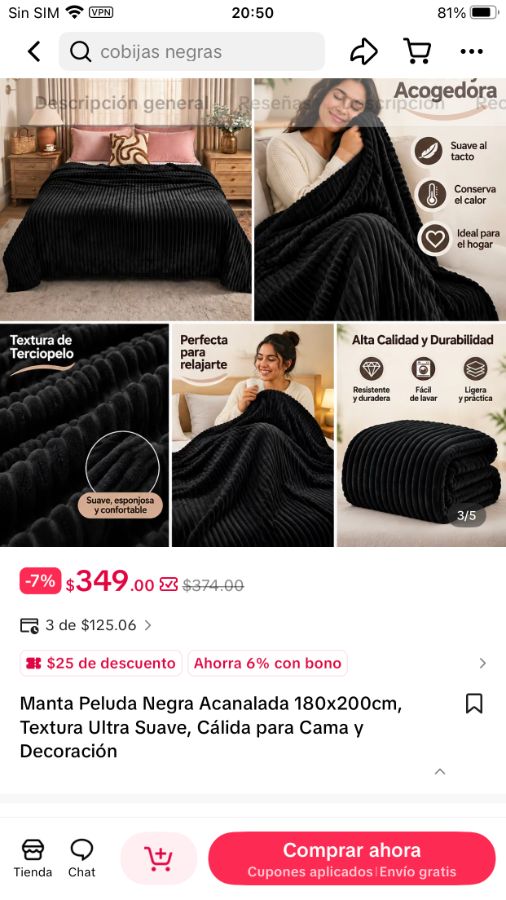 Sin SIM
VPN
20:50
81%
cobijas negras
Descripción general
Reseñas
Descripción
Rec
Acogedora
Suave al
tacto
Conserva
el calor
Ideal para
el hogar
Textura de
Terciopelo
Suave, esponjosa
y confortable
Perfecta
para
relajarte
Alta Calidad y Durabilidad
Resistente
y duradera
Fácil
de lavar
Ligera
y práctica
3/5
-7% $349.00 $374.00
3 de $125.06
$25 de descuento
Ahorra 6% con bono
Manta Peluda Negra Acanalada 180x200cm,
Textura Ultra Suave, Cálida para Cama y
Decoración
Tienda
Chat
Comprar ahora
Cupones aplicados | Envío gratis